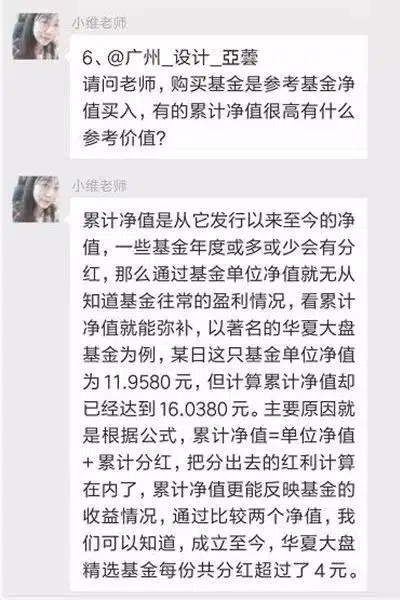 小维老师
6、@广州_设计_亞蕓
请问老师，购买基金是参考基金净
值买入，有的累计净值很高有什么
参考价值?
小维老师
累计净值是从它发行以来至今的净
值，一些基金年度或多或少会有分
红，那么通过基金单位净值就无从
知道基金往常的盈利情况，看累计
净值就能弥补，以著名的华夏大盘
基金为例，某日这只基金单位净值
为11.9580元，但计算累计净值却
已经达到16.0380元。主要原因就
是根据公式，累计净值=单位净值
+累计分红，把分出去的红利计算
在内了，累计净值更能反映基金的
收益情况，通过比较两个净值，我
们可以知道，成立至今，华夏大盘
精选基金每份共分红超过了4元。